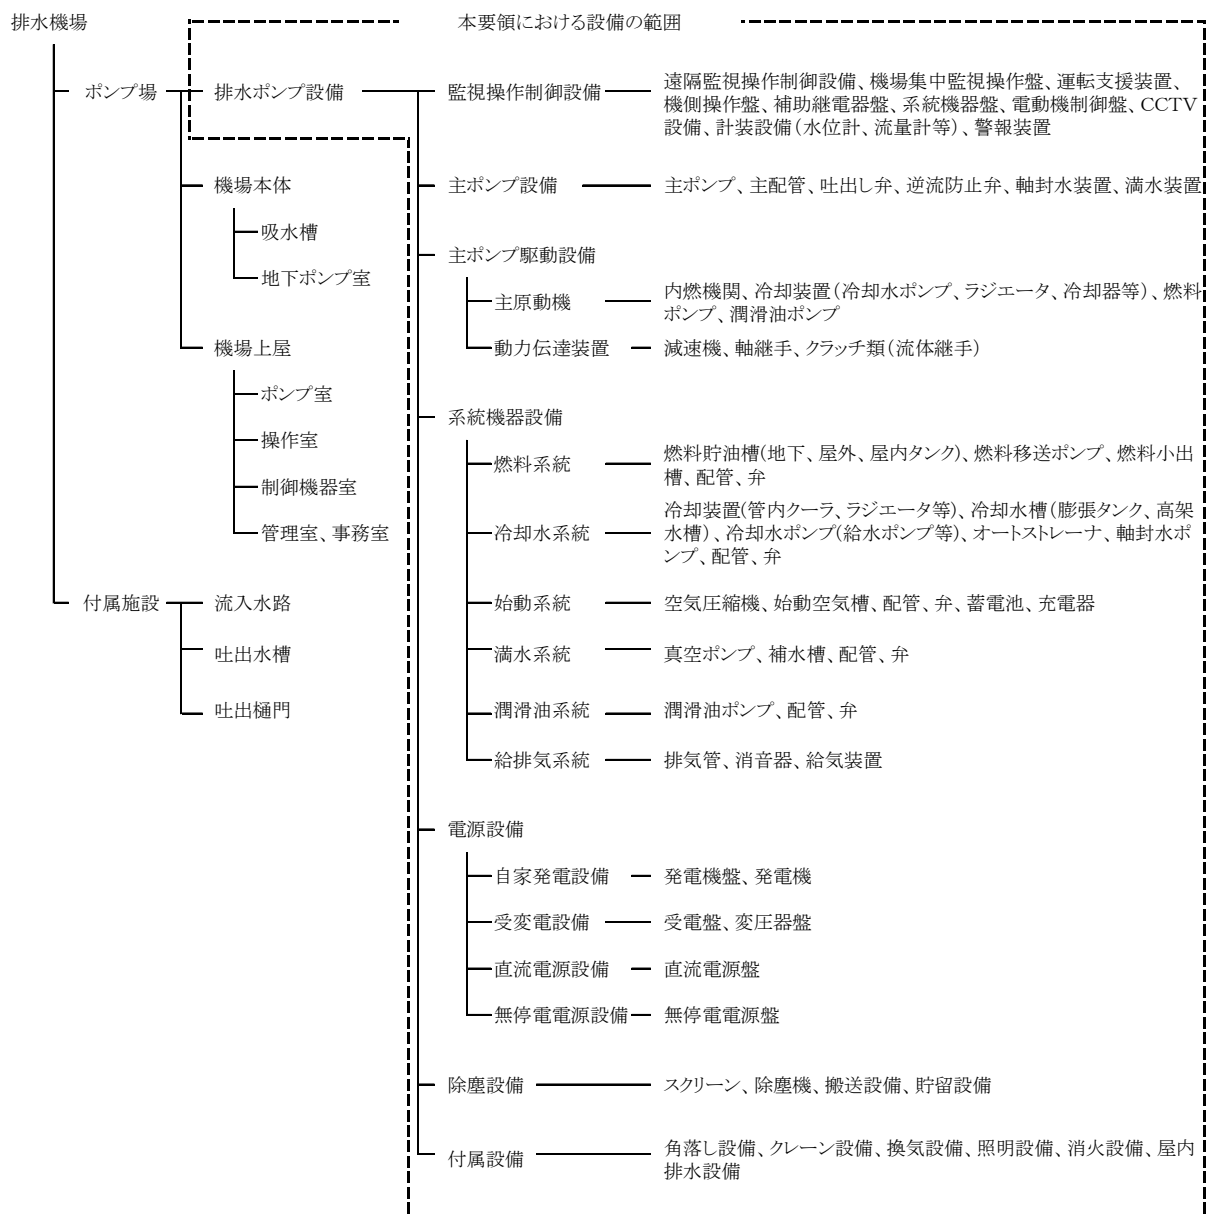 排水機場
本要領における設備の範囲
ポンプ場
排水ポンプ設備
監視操作制御設備
遠隔監視操作制御設備、機場集中監視操作盤、運転支援装置、
機側操作盤、補助継電器盤、系統機器盤、電動機制御盤、CCTV
設備、計装設備(水位計、流量計等)、警報装置
機場本体
吸水槽
地下ポンプ室
機場上屋
ポンプ室
操作室
制御機器室
管理室、事務室
付属施設
流入水路
吐出水槽
吐出樋門
主ポンプ設備
主ポンプ、主配管、吐出し弁、逆流防止弁、軸封水装置、満水装置
主ポンプ駆動設備
主原動機
内燃機関、冷却装置(冷却水ポンプ、ラジエータ、冷却器等)、燃料
ポンプ、潤滑油ポンプ
動力伝達装置
減速機、軸継手、クラッチ類(流体継手)
系統機器設備
燃料系統
燃料貯油槽(地下、屋外、屋内タンク)、燃料移送ポンプ、燃料小出
槽、配管、弁
冷却水系統
冷却装置(管内クーラ、ラジエータ等)、冷却水槽(膨張タンク、高架
水槽)、冷却水ポンプ(給水ポンプ等)、オートストレーナ、軸封水ポ
ンプ、配管、弁
始動系統
空気圧縮機、始動空気槽、配管、弁、蓄電池、充電器
満水系統
真空ポンプ、補水槽、配管、弁
潤滑油系統
潤滑油ポンプ、配管、弁
給排気系統
排気管、消音器、給気装置
電源設備
自家発電設備
発電機盤、発電機
受変電設備
受電盤、変圧器盤
直流電源設備
直流電源盤
無停電電源設備
無停電電源盤
除塵設備
スクリーン、除塵機、搬送設備、貯留設備
付属設備
角落し設備、クレーン設備、換気設備、照明設備、消火設備、屋内
排水設備